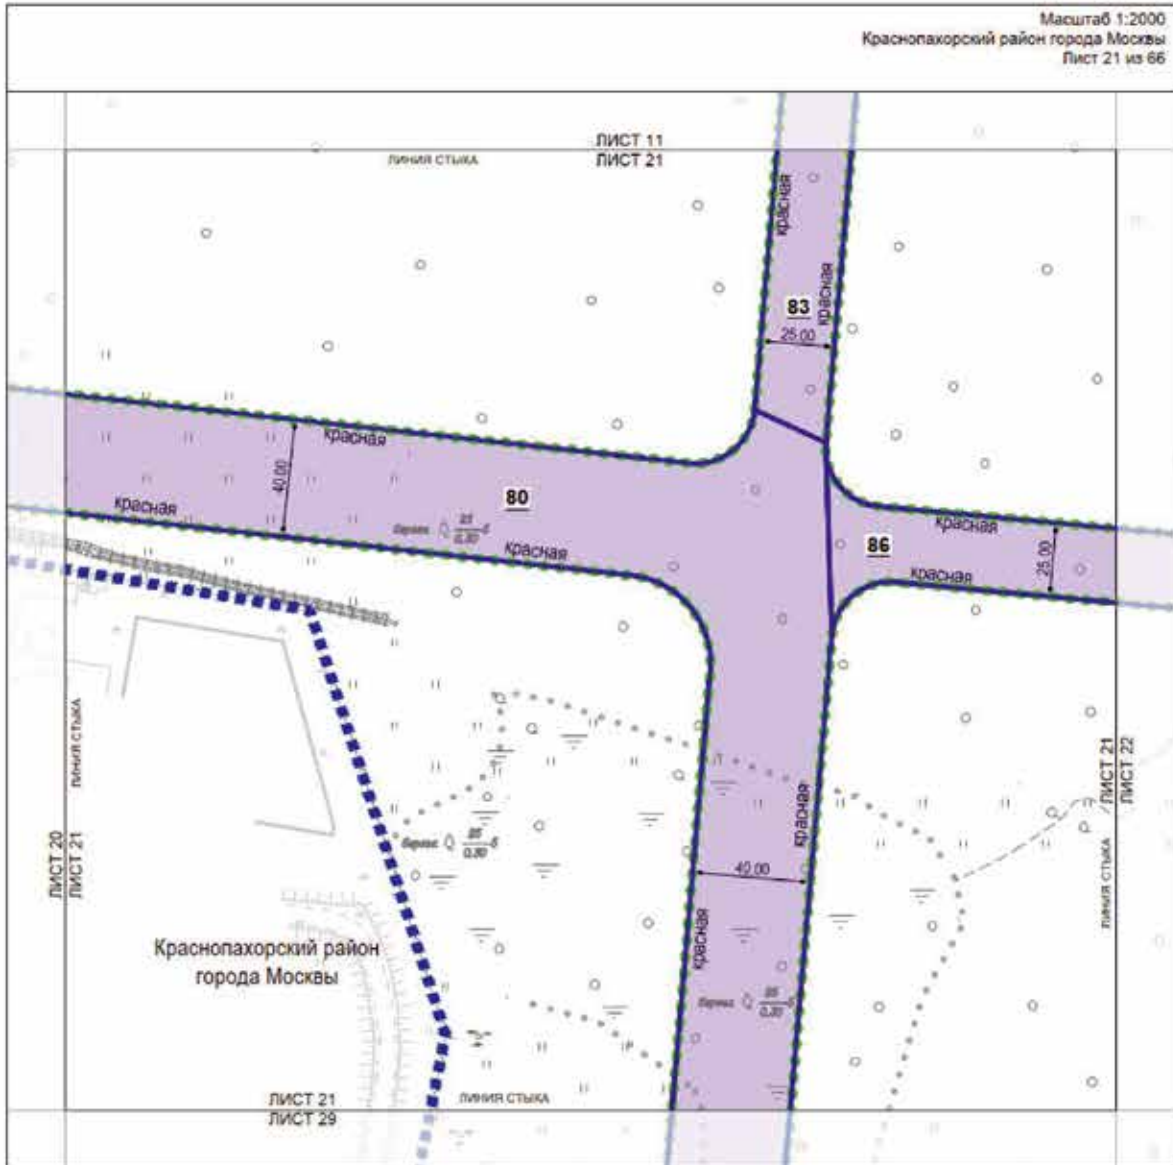 Масштаб 1:2000
Краснопахорский район города Москвы
Лист 21 из 66
ЛИСТ 11
ЛИНИЯ СТЫКА
ЛИСТ 21
красная
красная
83
25.00
красная
40.00
красная
80
красная
красная
86
красная
25.00
ЛИНИЯ СТЫКА
ЛИСТ 20
ЛИСТ 21
красная
40.00
красная
ЛИСТ 21
ЛИСТ 22
ЛИНИЯ СТЫКА
Краснопахорский район
города Москвы
ЛИСТ 21
ЛИНИЯ СТЫКА
ЛИСТ 29